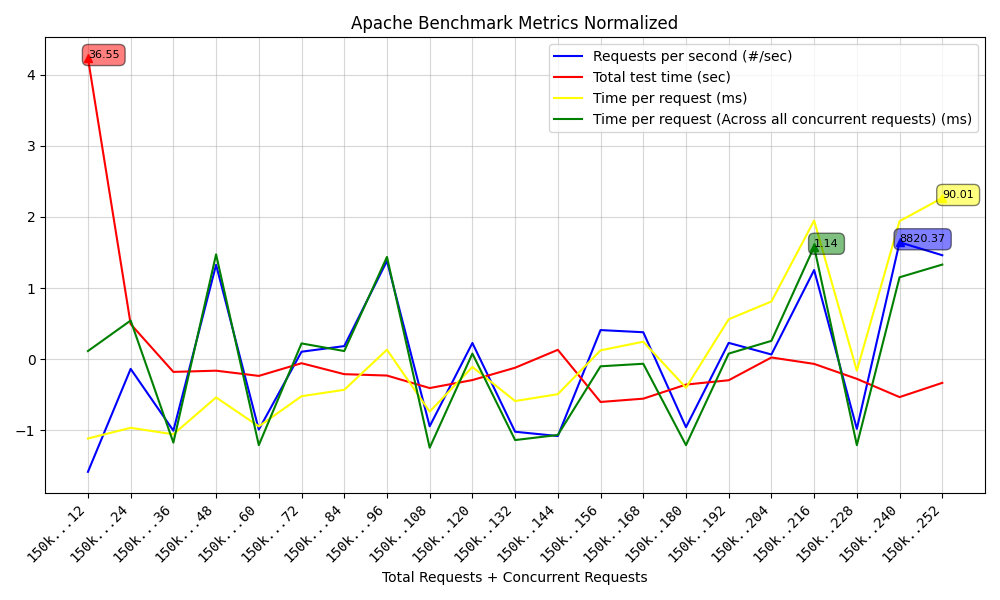 Apache Benchmark Metrics Normalized
36.55
Requests per second (#/sec)
Total test time (sec)
Time per request (ms)
Time per request (Across all concurrent requests) (ms)
90.01
1.14
8820.37
4
3
2
1
0
−1
150k...12
150k...24
150k...36
150k...48
150k...60
150k...72
150k...84
150k...96
150k...108
150k...120
150k...132
150k...144
150k...156
150k...168
150k...180
150k...192
150k...204
150k...216
150k...228
150k...240
150k...252
Total Requests + Concurrent Requests